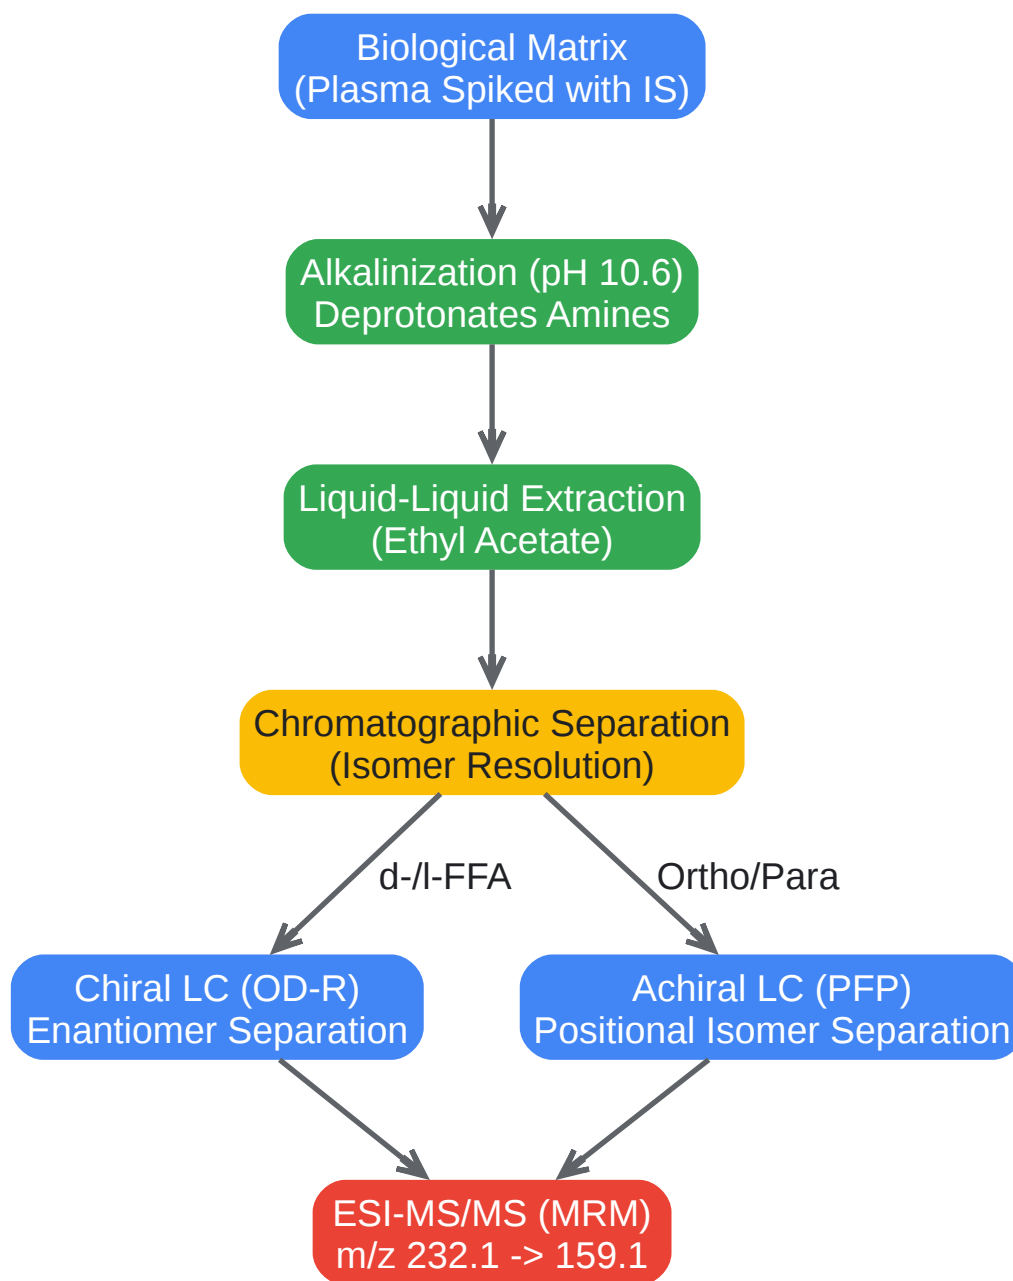 Biological Matrix
(Plasma Spiked with IS)
Alkalinization (pH 10.6)
Deprotonates Amines
Liquid-Liquid Extraction
(Ethyl Acetate)
Chromatographic Separation
(Isomer Resolution)
d-/l-FFA
Ortho/Para
Chiral LC (OD-R)
Enantiomer Separation
Achiral LC (PFP)
Positional Isomer Separation
ESI-MS/MS (MRM)
m/z 232.1 -> 159.1